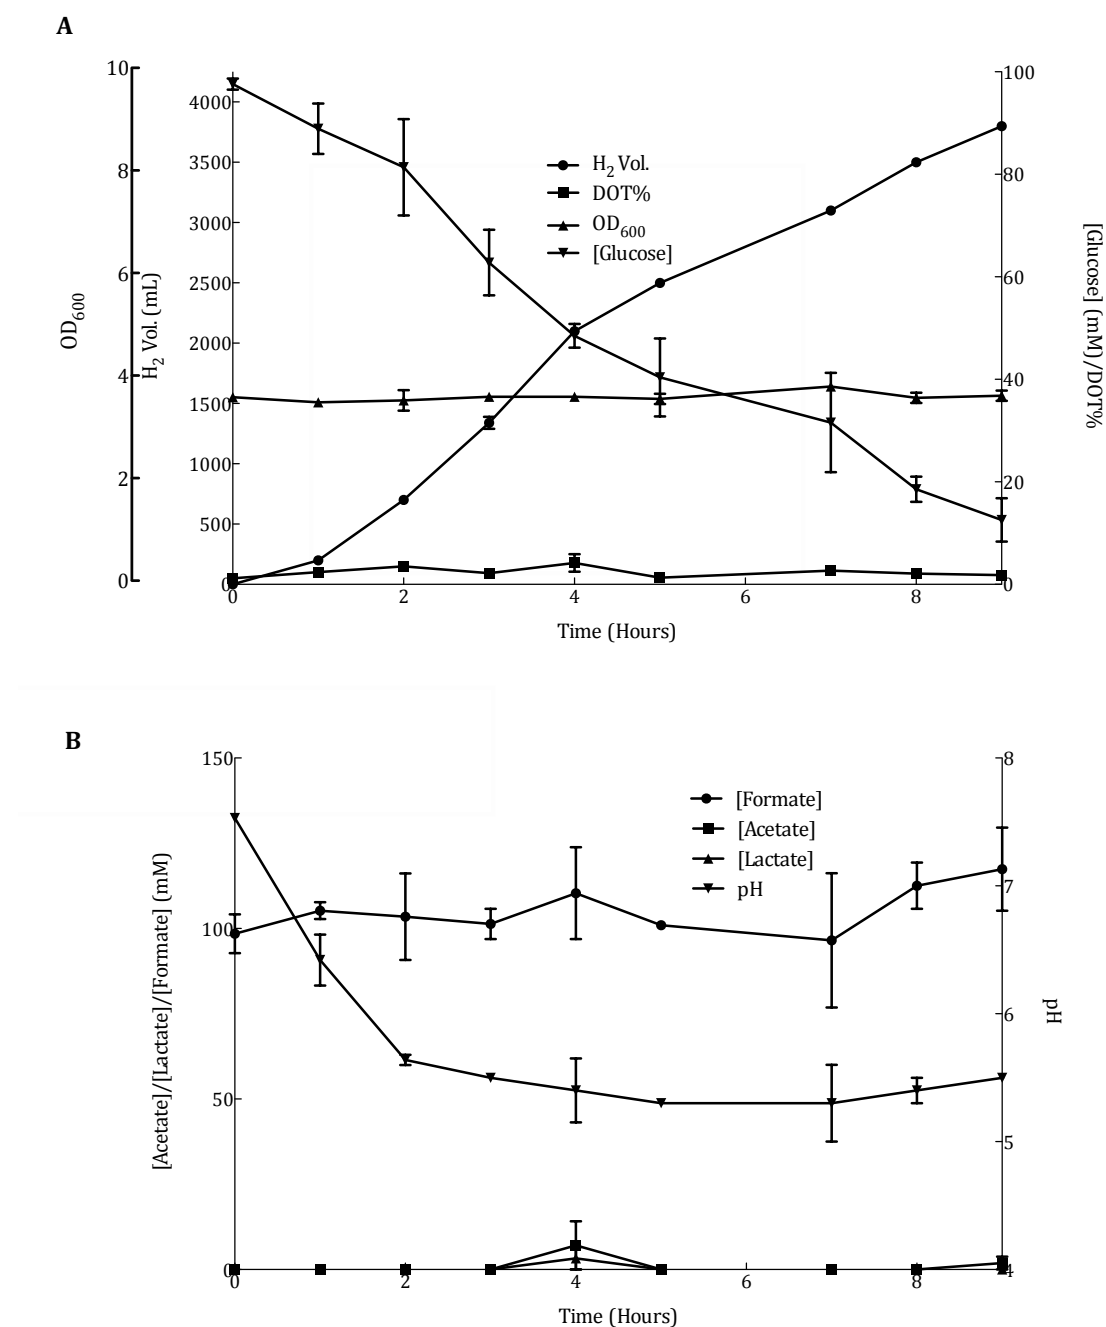 A
10
8
6
4
2
0
OD600
4000
3500
3000
2500
2000
1500
1000
500
0
H2 Vol. (mL)
H2 Vol.
DOT%
OD600
[Glucose]
100
80
60
40
20
0
[Glucose] (mM)/DOT%
0 2 4 6 8
Time (Hours)
B
150
100
50
0
[Acetate]/[Lactate]/[Formate] (mM)
[Formate]
[Acetate]
[Lactate]
pH
8
7
6
5
4
pH
0 2 4 6 8
Time (Hours)